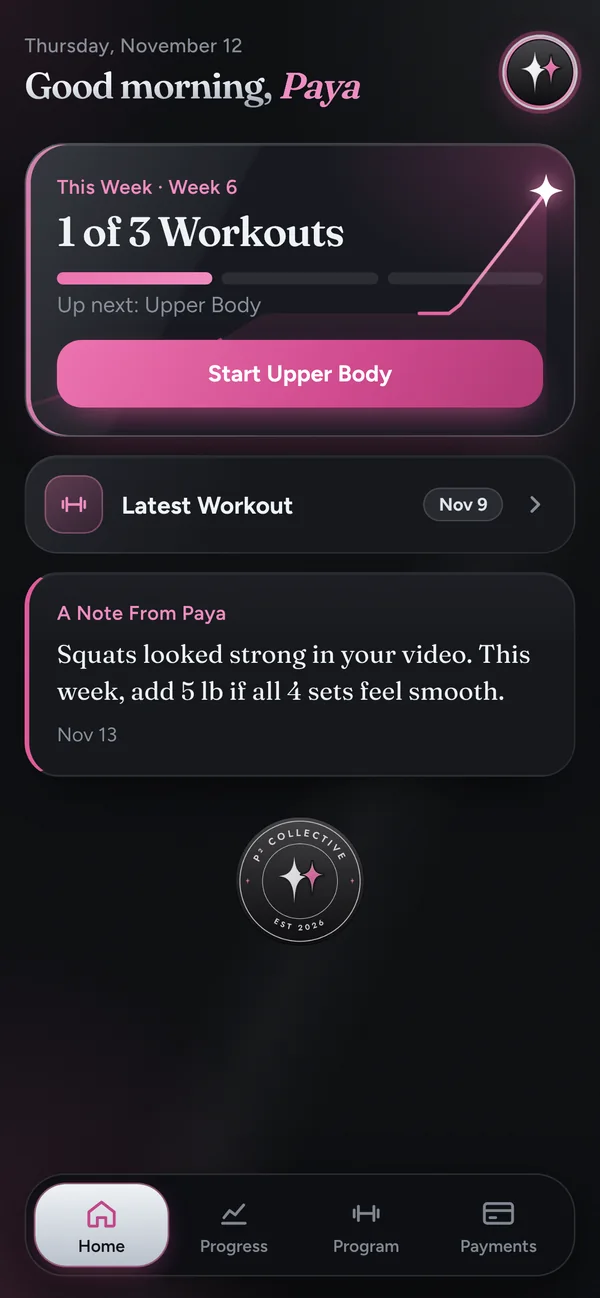 Thursday, November 12
Good morning, Paya
This Week · Week 6
1 of 3 Workouts
Up next: Upper Body
Start Upper Body
Latest Workout
Nov 9
A Note From Paya
Squats looked strong in your video. This
week, add 5 lb if all 4 sets feel smooth.
Nov 13
P² COLLECTIVE
EST 2026
Home
Progress
Program
Payments